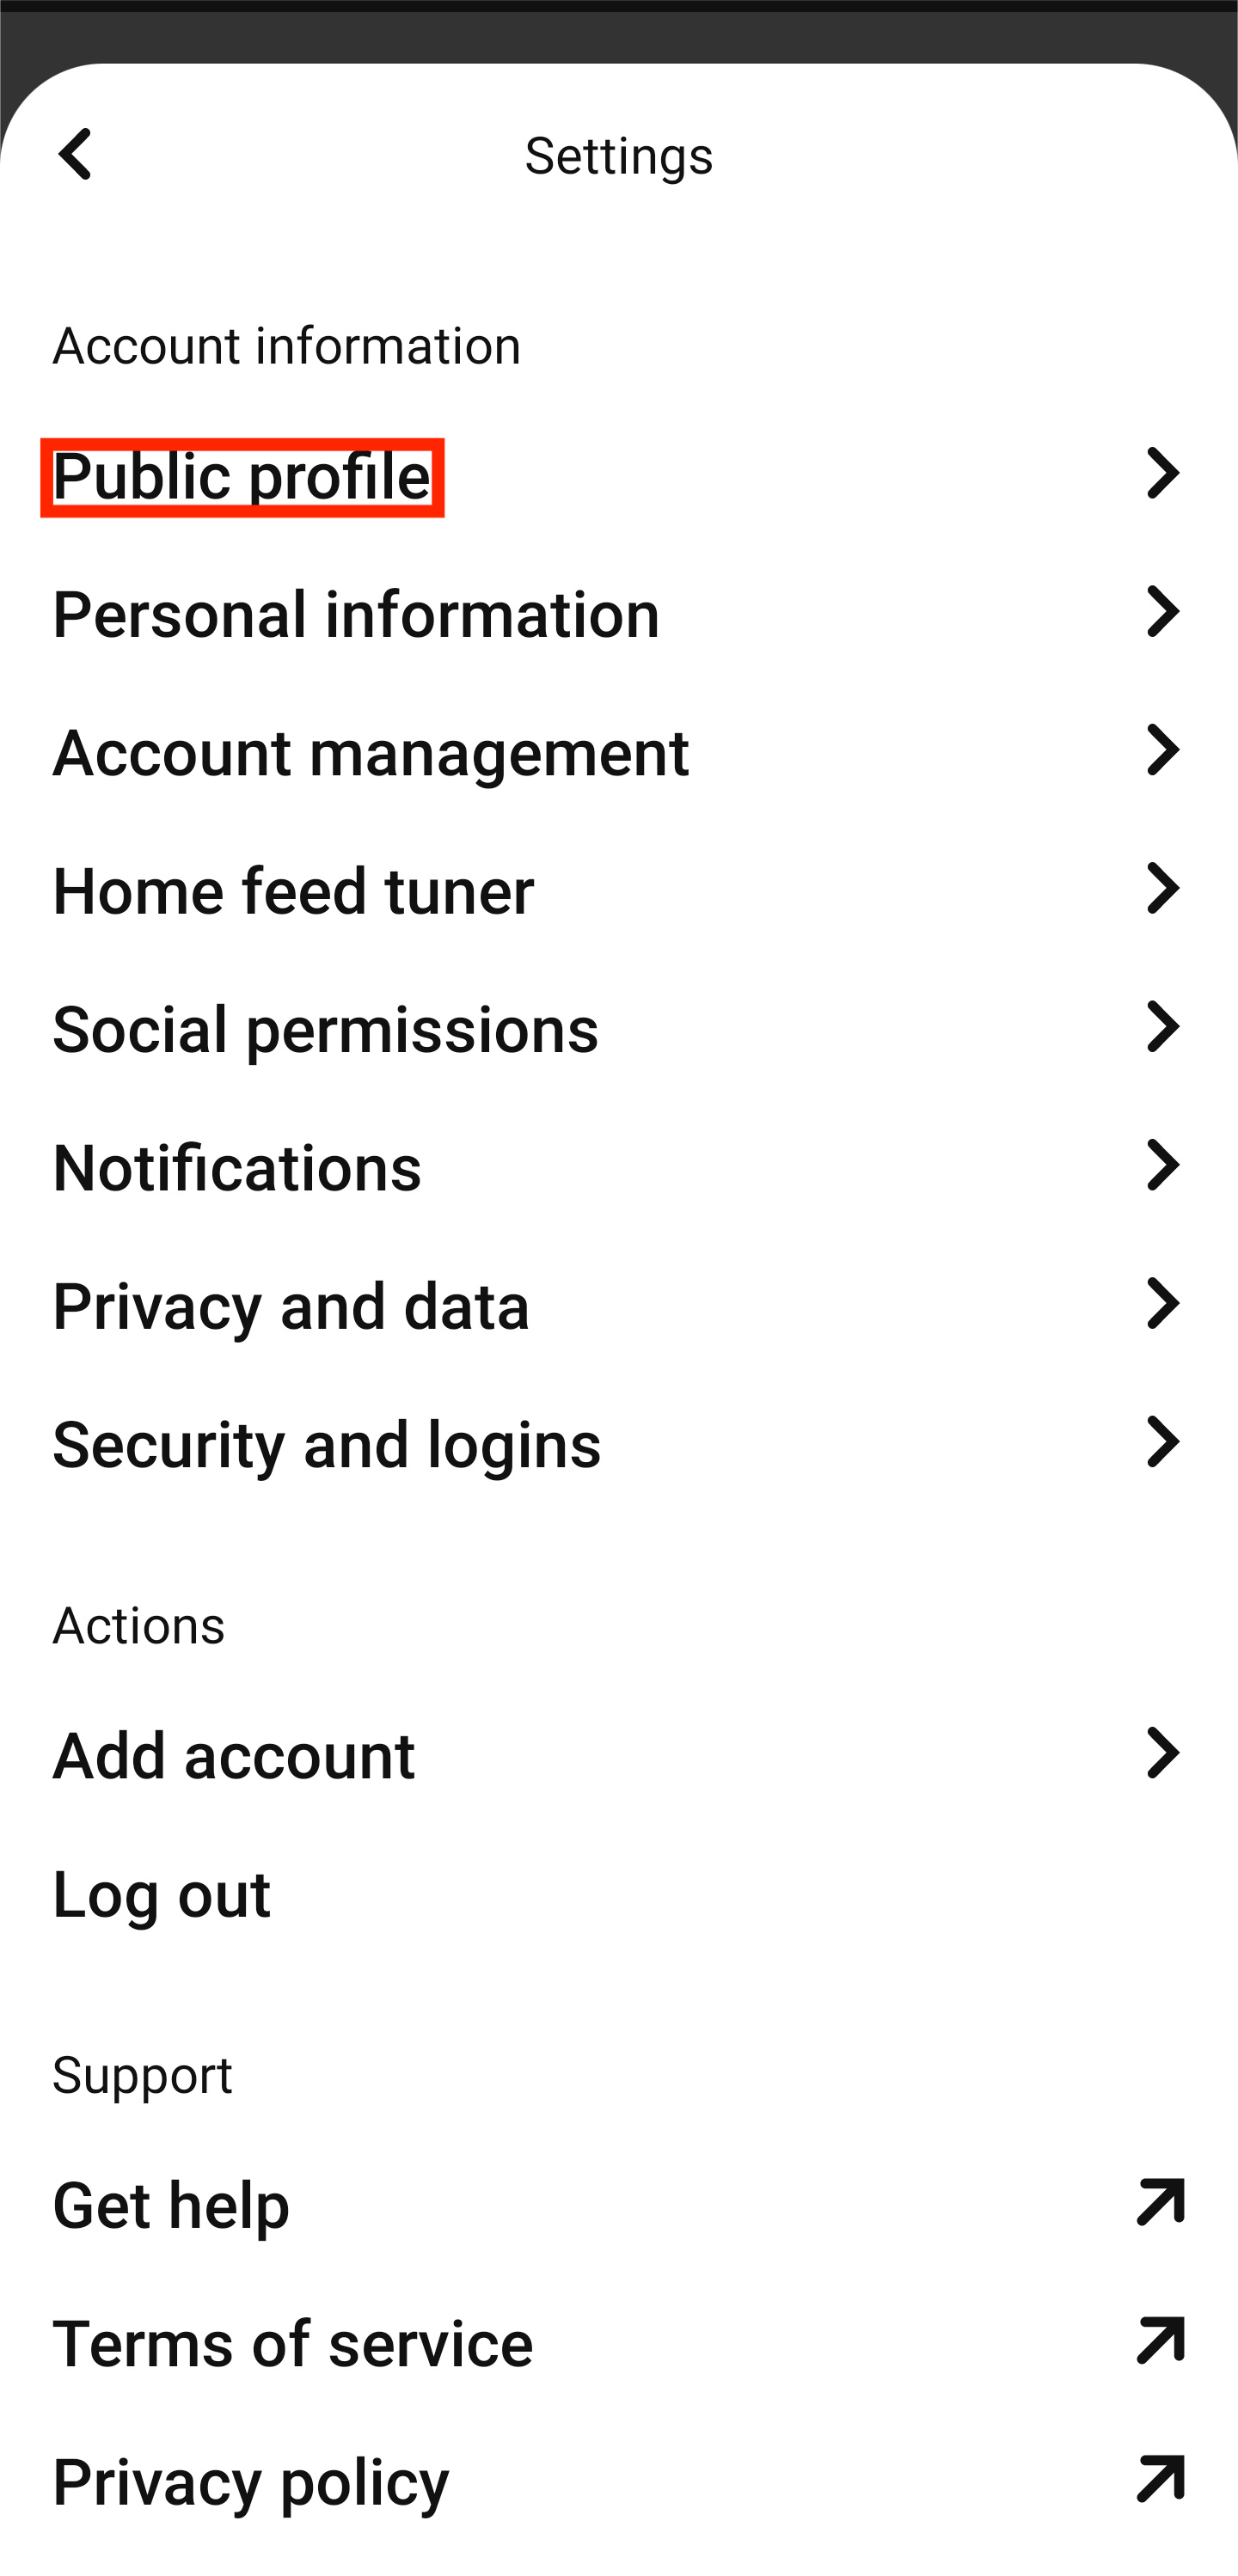 Settings
Account information
Public profile
Personal information
Account management
Home feed tuner
Social permissions
Notifications
Privacy and data
Security and logins
Actions
Add account
Log out
Support
Get help
Terms of service
Privacy policy